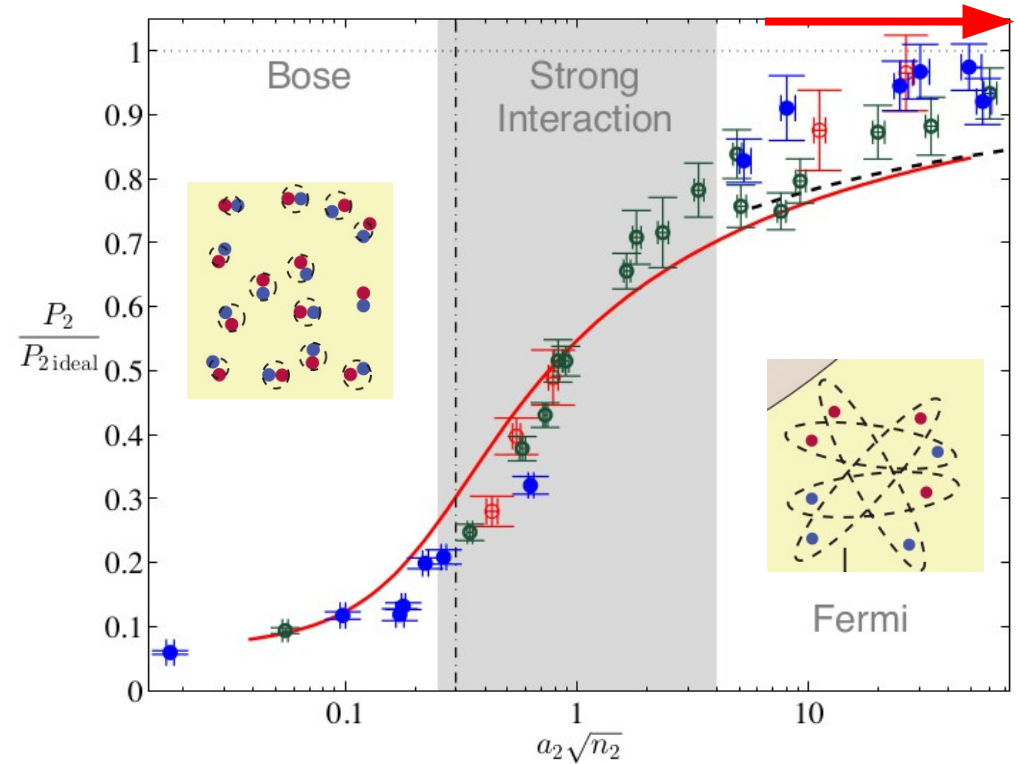 1
0.9
0.8
0.7
0.6
0.5
0.4
0.3
0.2
0.1
0
P₂
P₂ ideal
0.1
1
10
a₂√n₂
Bose
Strong
Interaction
Fermi